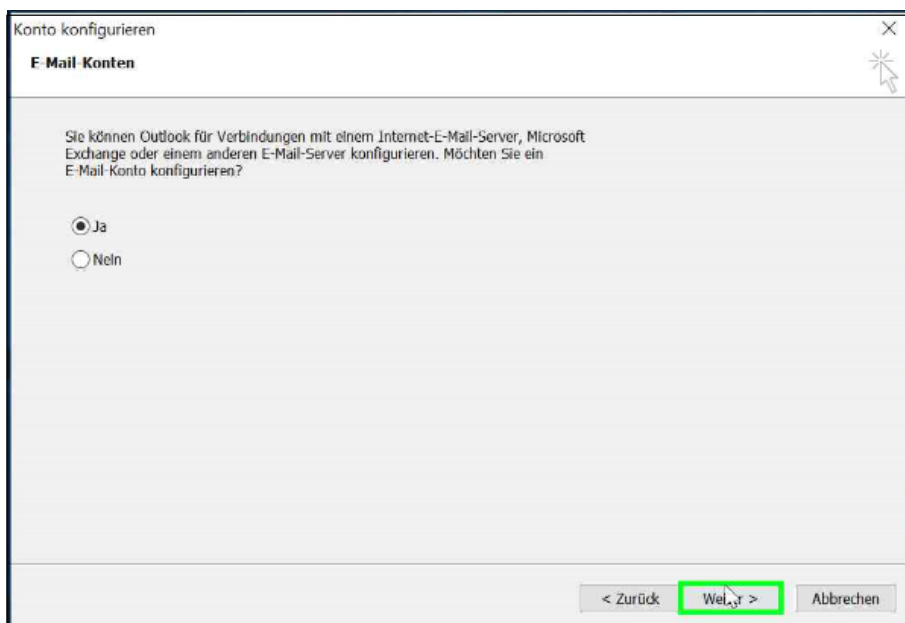 Konto konfigurieren
E-Mail-Konten
Sie können Outlook für Verbindungen mit einem Internet-E-Mail-Server, Microsoft
Exchange oder einem anderen E-Mail-Server konfigurieren. Möchten Sie ein
E-Mail-Konto konfigurieren?
Ja
Nein
< Zurück Weiter > Abbrechen